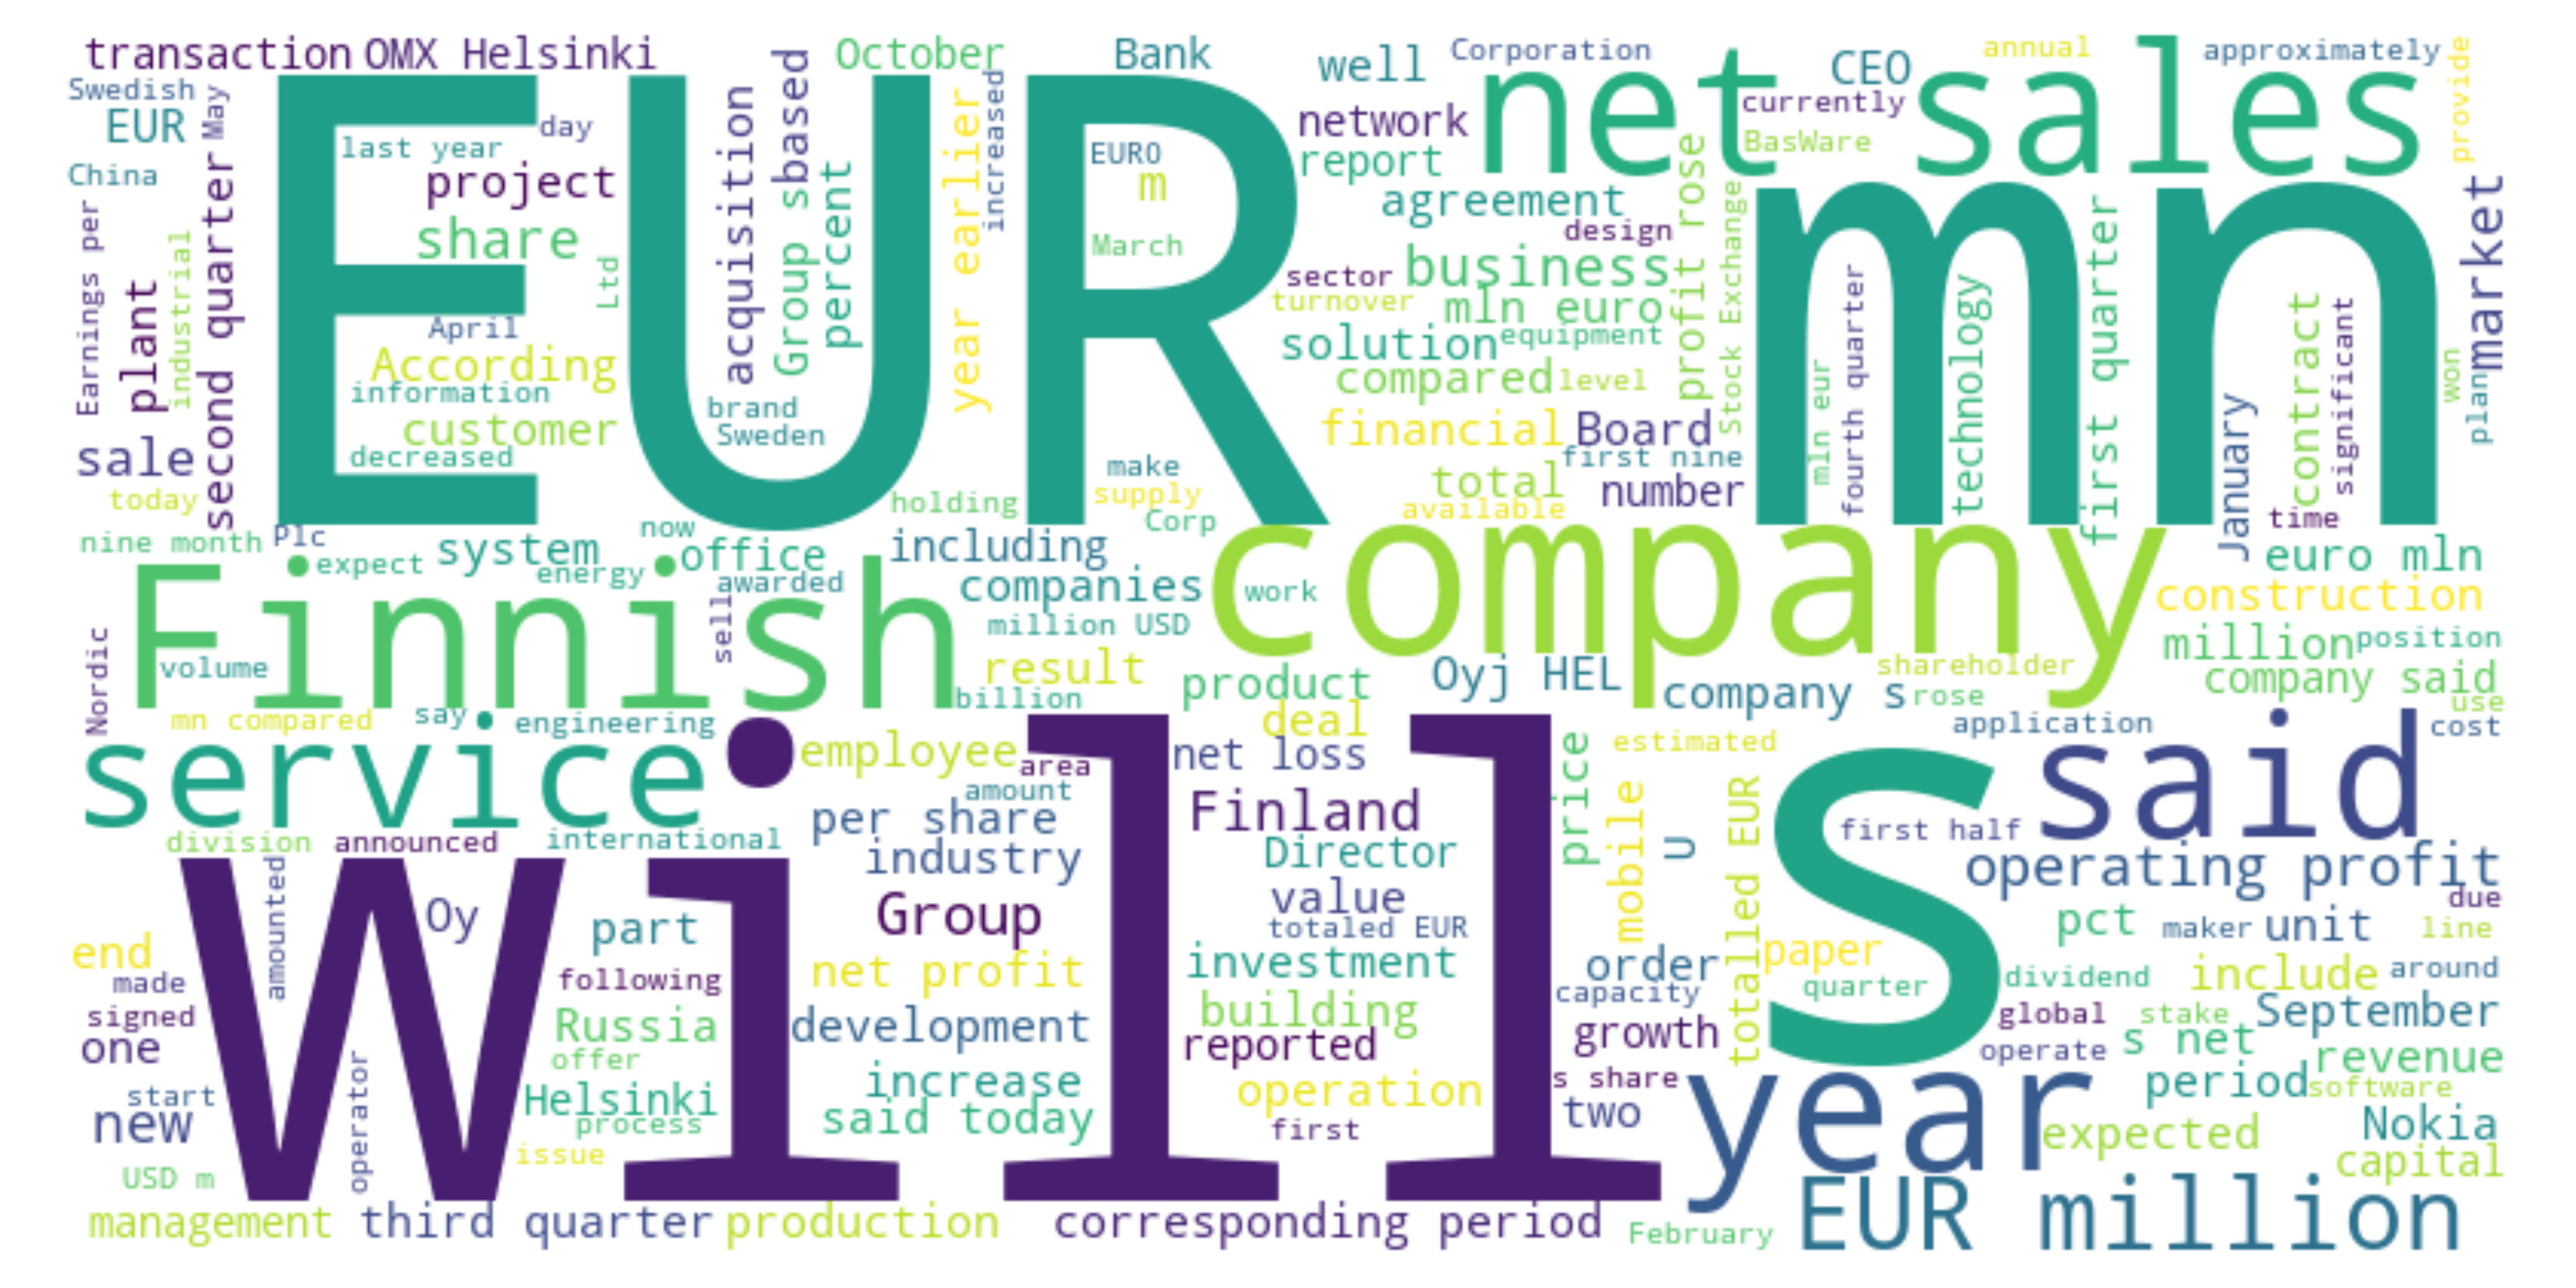 transaction
OMX Helsinki
October
Bank
well
Corporation
net sales
CEO
annual
approximately
provide
Swedish
EUR
May
day
sbased
increased
network
currently
BasWare
last year
EURO
report
China
project
acquisition
percent
year earlier
m
agreement
market
share
March
design
Group
business
profit rose
Stock Exchange
mn
first quarter
Earnings per
industrial
second quarter
EUR
Ltd
sector
turnover
mln euro
fourth quarter
technology
contract
significant
plant
April
solution
equipment
According
compared
level
mln eur
won
plan
information
brand
customer
Sweden
financial
Board
January
sale
decreased
make
first nine
today
holding
supply
total
number
available
Corp
time
nine month
Plc
now
expect
system
office
including
company
euro mln
energy
awarded
companies
work
construction
Finnish
sell
million USD
million
position
Nordic
volume
result
product
Oyj HEL
shareholder
company said
billion
company s
rose
use
mn compared
say
engineering
deal
application
cost
service
employee
area
net loss
price
estimated
said
amount
Finland
mobile
U
totalled EUR
s
first half
division
announced
international
per share
industry
Director
operating profit
amounted
Oy
part
Group
value
totaled EUR
due
pct
maker
unit
line
end
made
following
net profit
investment
order
paper
quarter
dividend
include
around
capacity
signed
one
will
Russia
development
building
reported
growth
global
stake
September
offer
operate
s net
revenue
start
new
operator
Helsinki
increase
operation
s share
year
period
software
process
said today
first
two
expected
Nokia
USD m
issue
capital
management
third quarter
production
corresponding period
February
EUR million